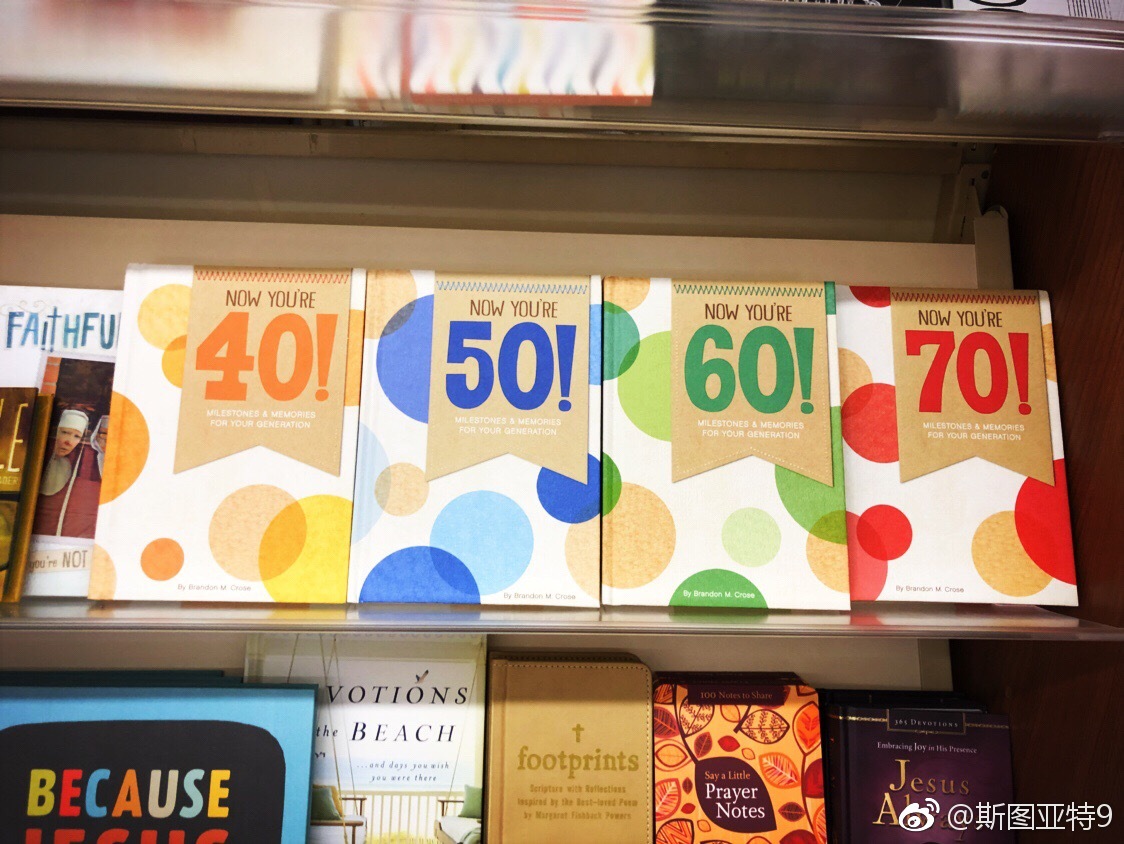 FAITHFU
you're NOT
NOW YOU'RE
40!
MILESTONES & MEMORIES
FOR YOUR GENERATION
By Brandon M. Crose
NOW YOU'RE
50!
MILESTONES & MEMORIES
FOR YOUR GENERATION
By Brandon M. Crose
NOW YOU'RE
60!
MILESTONES & MEMORIES
FOR YOUR GENERATION
By Brandon M. Crose
NOW YOU'RE
70!
MILESTONES & MEMORIES
FOR YOUR GENERATION
By Brandon M. Crose
BECAUSE
JESUS
VOTIONS
the BEACH
...and days you wish
you were there
footprints
Scripture with Reflections
Inspired by the Best-loved Poem
by Margaret Fishback Powers
100 Notes to Share
Say a Little
Prayer
Notes
365 DEVOTIONS
Embracing Joy in His Presence
Jesus
@斯图亚特9